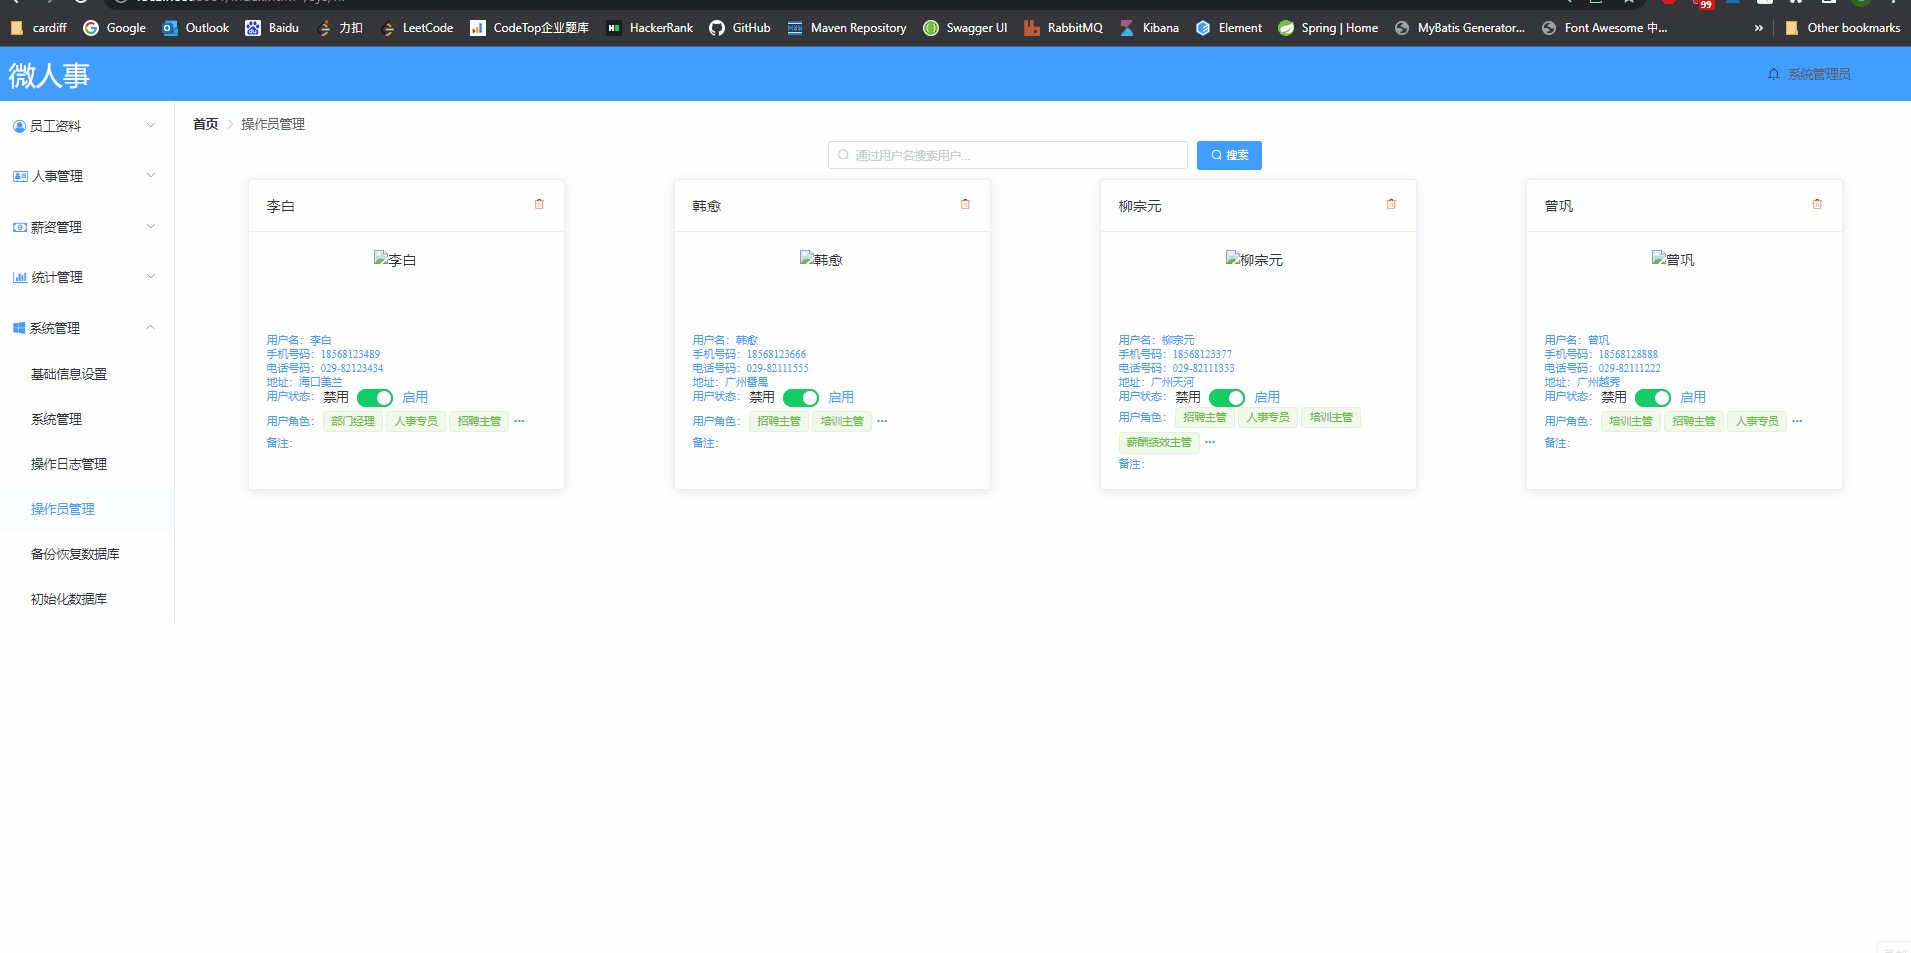 cardiff Google Outlook Baidu 力扣 LeetCode CodeTop企业题库 HackerRank GitHub Maven Repository Swagger UI RabbitMQ Kibana Element Spring | Home MyBatis Generator... Font Awesome 中... » Other bookmarks
99
微人事
系统管理员
员工资料
人事管理
薪资管理
统计管理
系统管理
基础信息设置
系统管理
操作日志管理
操作员管理
备份恢复数据库
初始化数据库
首页 > 操作员管理
通过用户名搜索用户...
搜索
李白
李白
用户名：李白
手机号码：18568123489
电话号码：029-82123434
地址：海口美兰
用户状态： 禁用 启用
用户角色： 部门经理 人事专员 招聘主管 ...
备注：
韩愈
韩愈
用户名：韩愈
手机号码：18568123666
电话号码：029-82111555
地址：广州番禺
用户状态： 禁用 启用
用户角色： 招聘主管 培训主管 ...
备注：
柳宗元
柳宗元
用户名：柳宗元
手机号码：18568123377
电话号码：029-82111333
地址：广州天河
用户状态： 禁用 启用
用户角色： 招聘主管 人事专员 培训主管
薪酬绩效主管 ...
备注：
曾巩
曾巩
用户名：曾巩
手机号码：18568128888
电话号码：029-82111222
地址：广州越秀
用户状态： 禁用 启用
用户角色： 培训主管 招聘主管 人事专员 ...
备注：